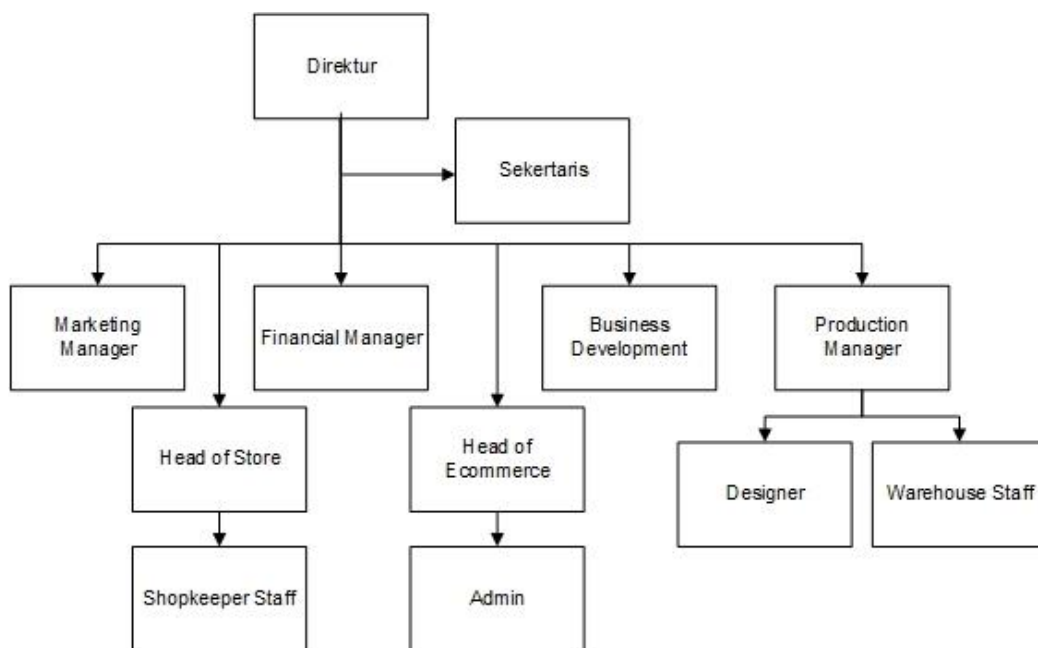 Direktur
Sekertaris
Marketing
Manager
Financial Manager
Business
Development
Production
Manager
Head of Store
Head of
Ecommerce
Designer
Warehouse Staff
Shopkeeper Staff
Admin